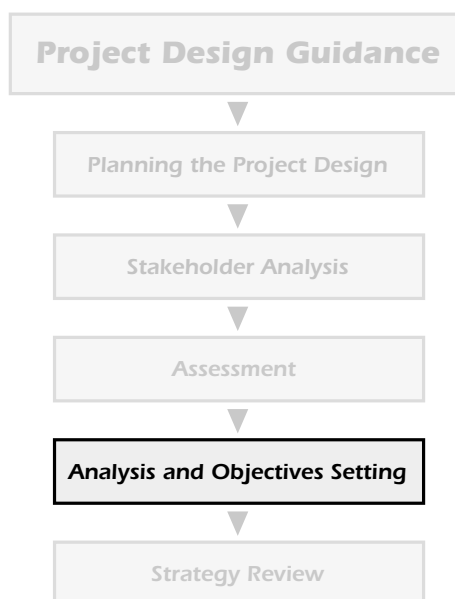 Project Design Guidance
Planning the Project Design
Stakeholder Analysis
Assessment
Analysis and Objectives Setting
Strategy Review